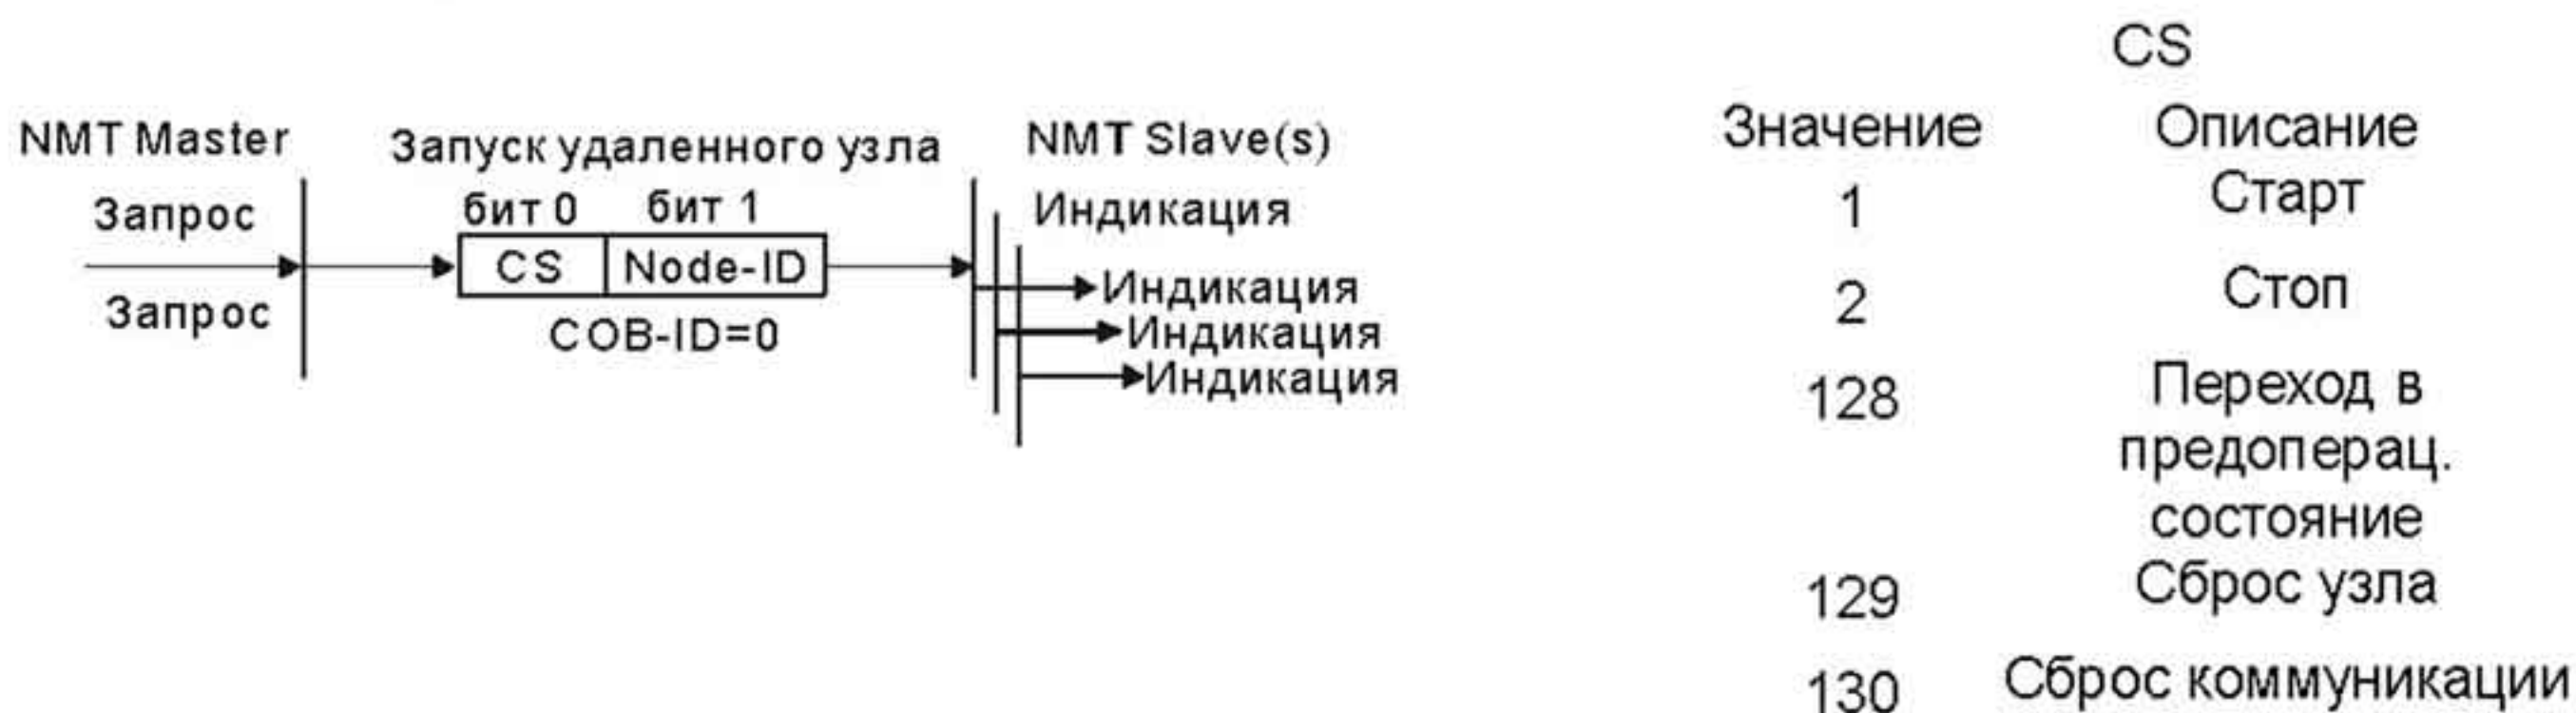 NMT Master
Запрос
Запрос
Запуск удаленного узла
бит 0 бит 1
CS Node-ID
COB-ID=0
NMT Slave(s)
Индикация
Индикация
Индикация
Индикация
CS
Значение Описание
1 Старт
2 Стоп
128 Переход в
предоперац.
состояние
129 Сброс узла
130 Сброс коммуникации